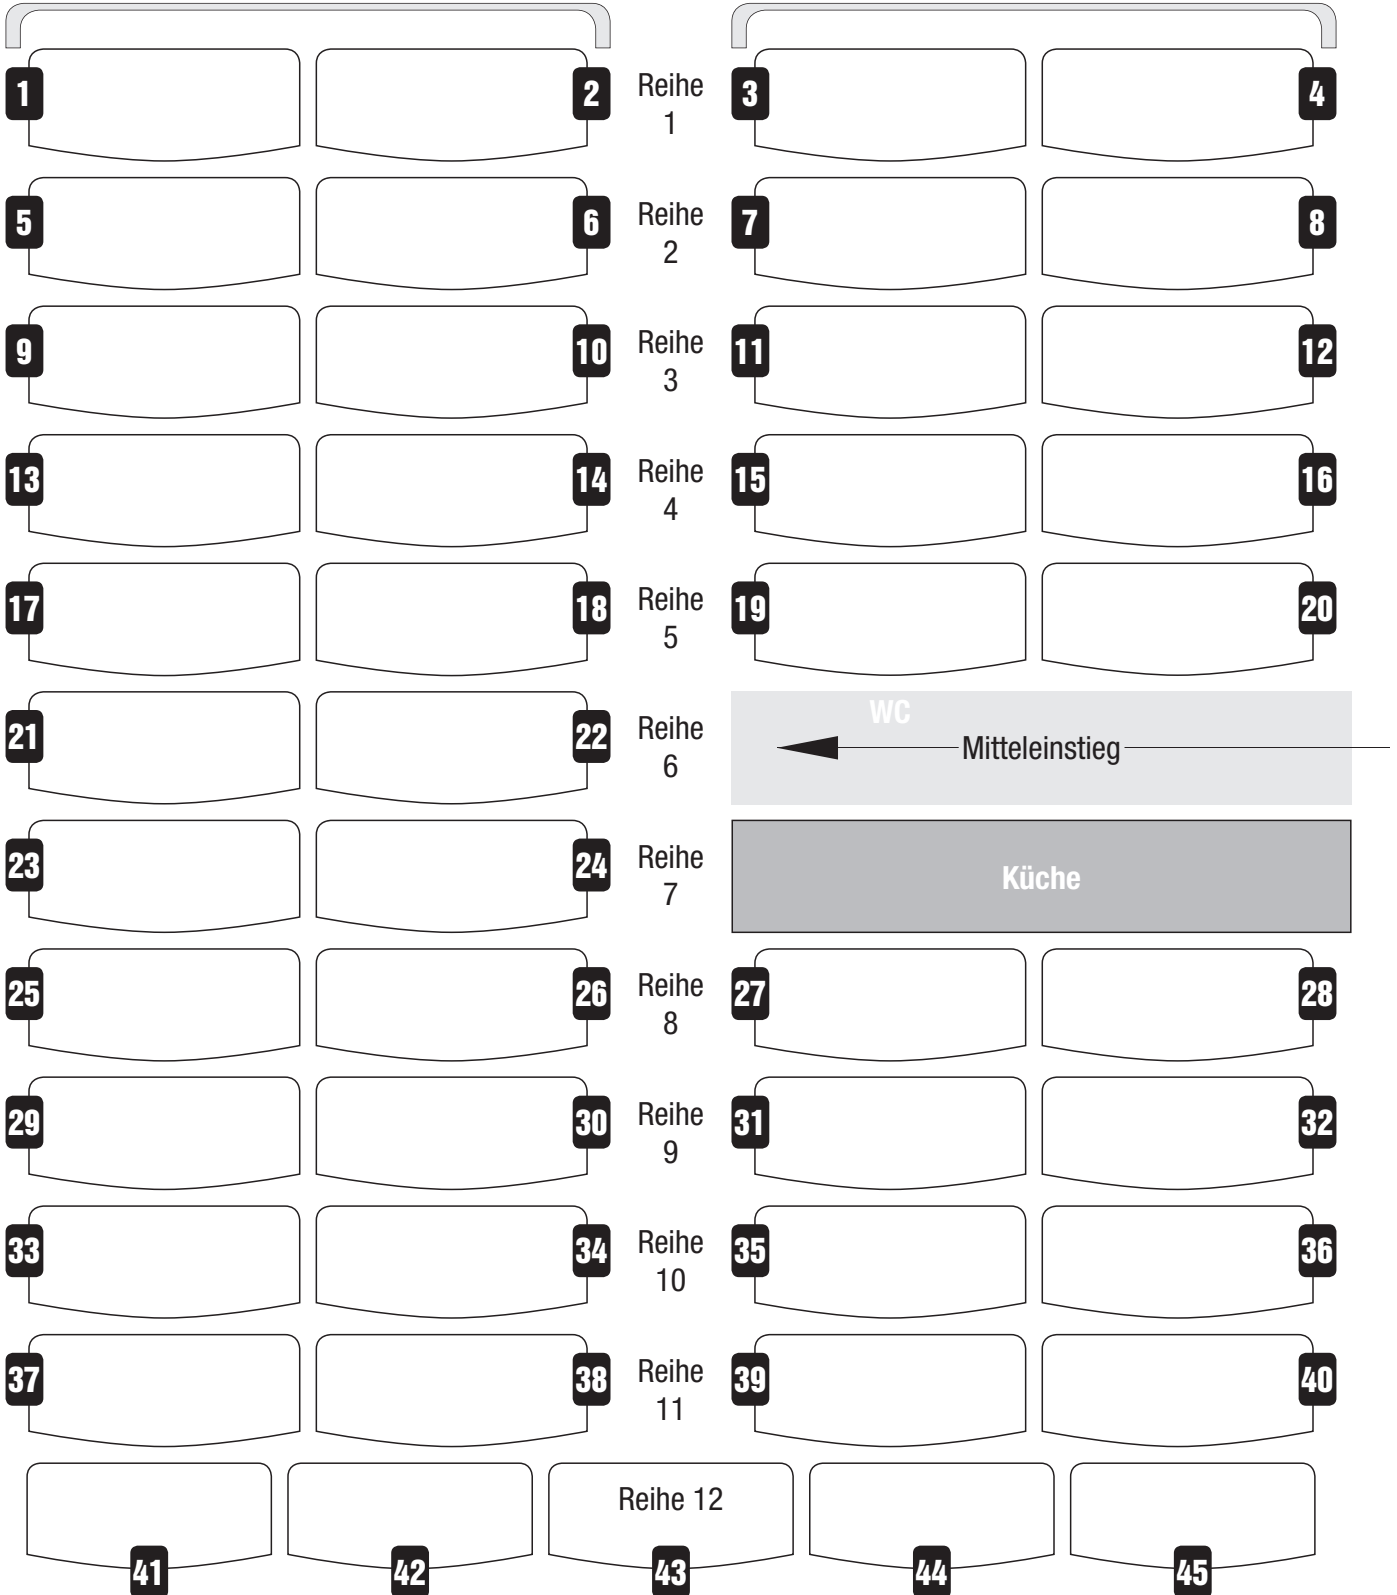 1 2 Reihe 3 4
1
5 6 Reihe 7 8
2
9 10 Reihe 11 12
3
13 14 Reihe 15 16
4
17 18 Reihe 19 20
5
WC
21 22 Reihe Mitteleinstieg
6
23 24 Reihe Küche
7
25 26 Reihe 27 28
8
29 30 Reihe 31 32
9
33 34 Reihe 35 36
10
37 38 Reihe 39 40
11
Reihe 12
41 42 43 44 45